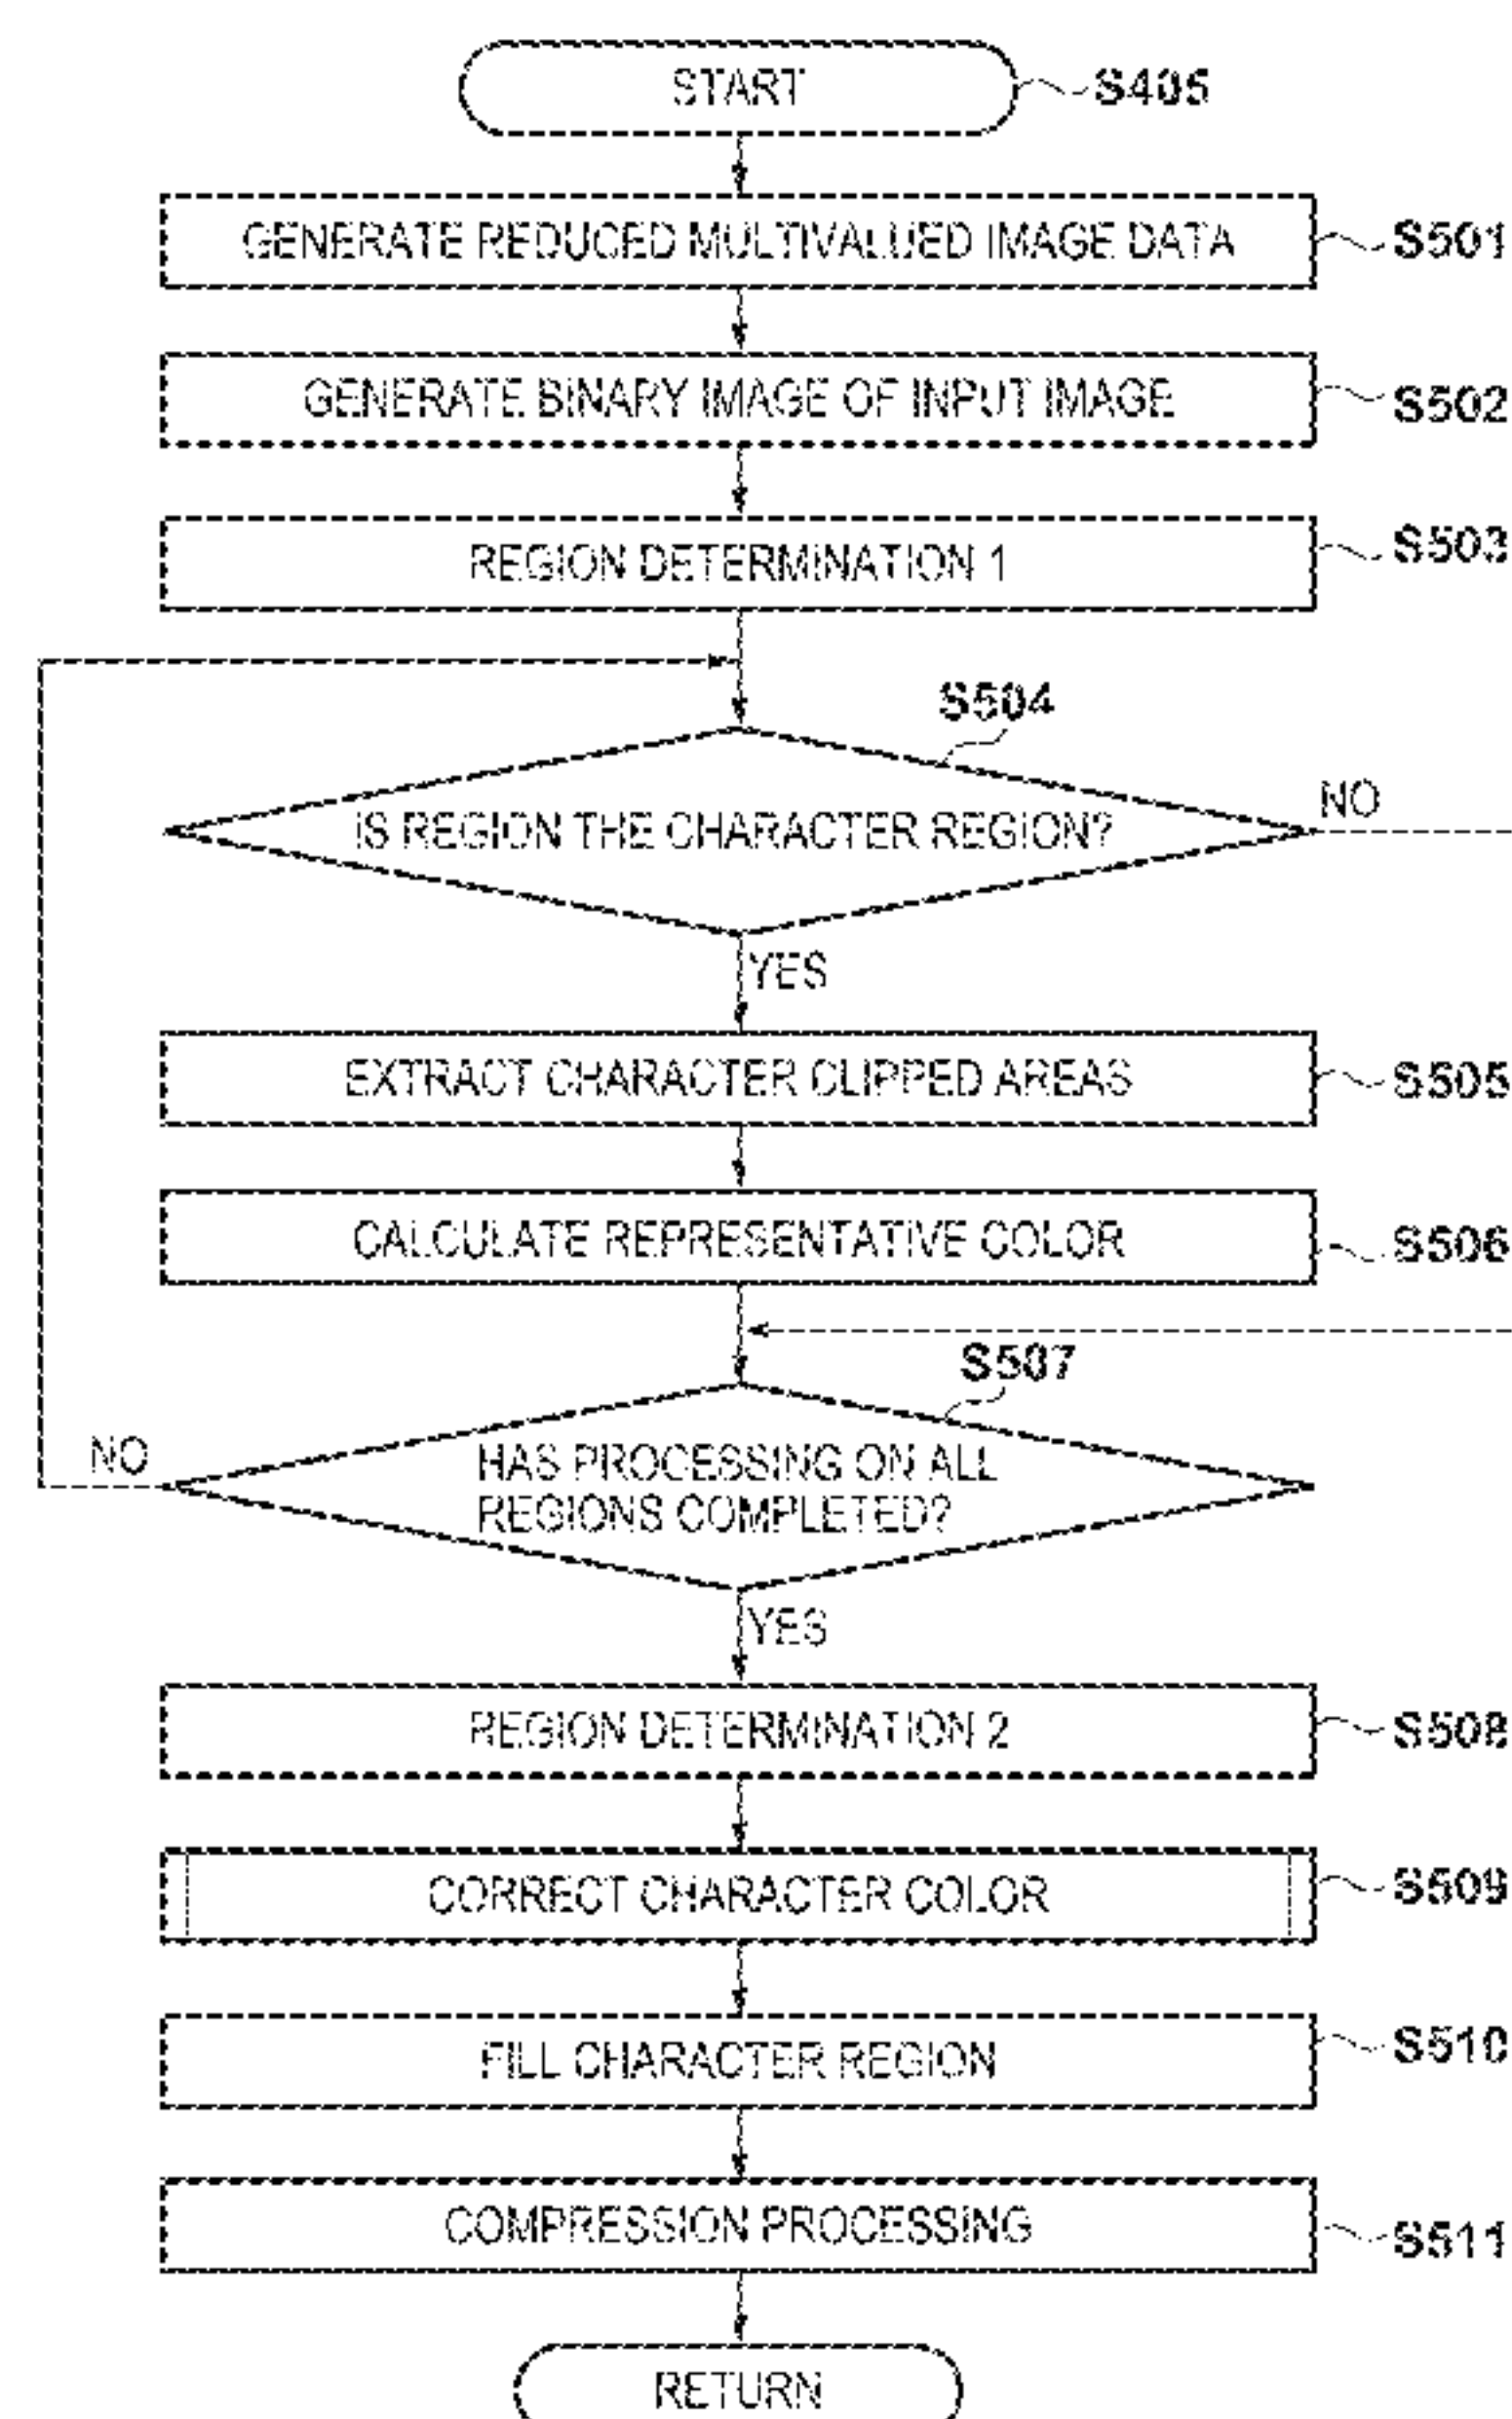 START
S405
GENERATE REDUCED MULTIVALUED IMAGE DATA
S501
GENERATE BINARY IMAGE OF INPUT IMAGE
S502
REGION DETERMINATION 1
S503
S504
IS REGION THE CHARACTER REGION?
NO
YES
EXTRACT CHARACTER CLIPPED AREAS
S505
CALCULATE REPRESENTATIVE COLOR
S506
S507
NO
HAS PROCESSING ON ALL
REGIONS COMPLETED?
YES
REGION DETERMINATION 2
S508
CORRECT CHARACTER COLOR
S509
FILL CHARACTER REGION
S510
COMPRESSION PROCESSING
S511
RETURN